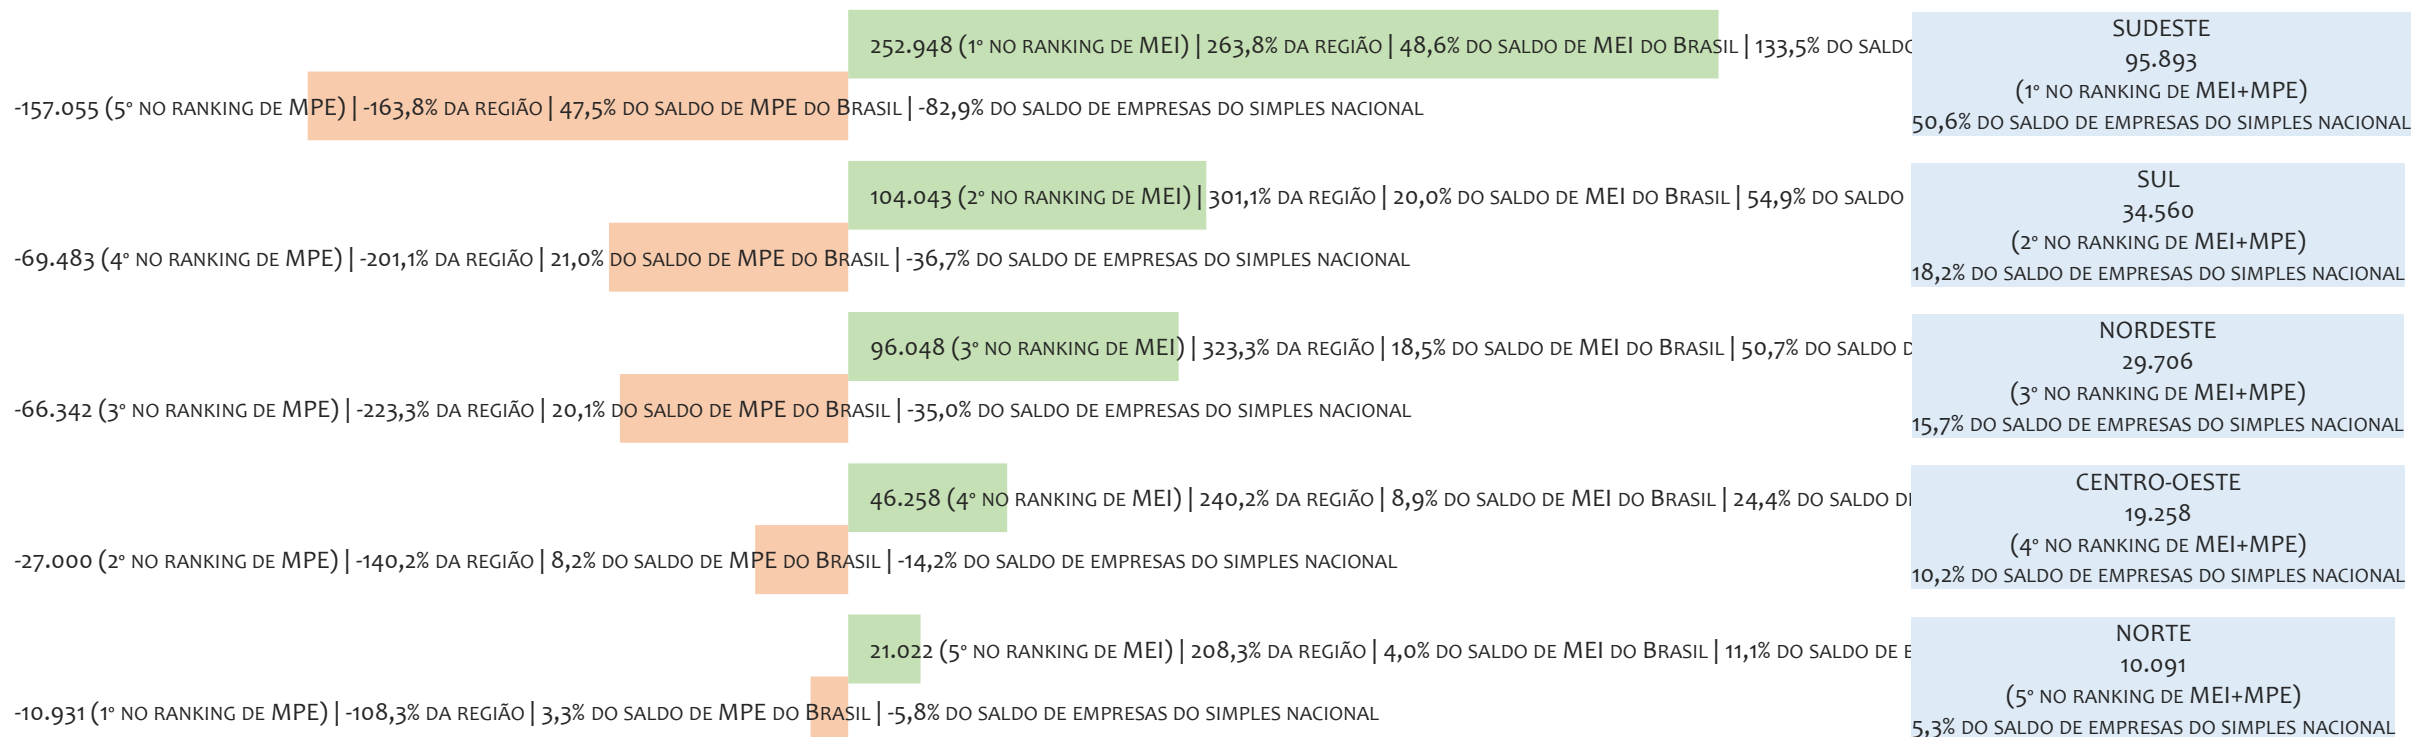 252.948 (1° NO RANKING DE MEI) | 263,8% DA REGIÃO | 48,6% DO SALDO DE MEI DO BRASIL | 133,5% DO SALDO
-157.055 (5° NO RANKING DE MPE) | -163,8% DA REGIÃO | 47,5% DO SALDO DE MPE DO BRASIL | -82,9% DO SALDO DE EMPRESAS DO SIMPLES NACIONAL
SUDESTE
95.893
(1° NO RANKING DE MEI+MPE)
50,6% DO SALDO DE EMPRESAS DO SIMPLES NACIONAL
104.043 (2° NO RANKING DE MEI) | 301,1% DA REGIÃO | 20,0% DO SALDO DE MEI DO BRASIL | 54,9% DO SALDO
-69.483 (4° NO RANKING DE MPE) | -201,1% DA REGIÃO | 21,0% DO SALDO DE MPE DO BRASIL | -36,7% DO SALDO DE EMPRESAS DO SIMPLES NACIONAL
SUL
34.560
(2° NO RANKING DE MEI+MPE)
18,2% DO SALDO DE EMPRESAS DO SIMPLES NACIONAL
96.048 (3° NO RANKING DE MEI) | 323,3% DA REGIÃO | 18,5% DO SALDO DE MEI DO BRASIL | 50,7% DO SALDO D
-66.342 (3° NO RANKING DE MPE) | -223,3% DA REGIÃO | 20,1% DO SALDO DE MPE DO BRASIL | -35,0% DO SALDO DE EMPRESAS DO SIMPLES NACIONAL
NORDESTE
29.706
(3° NO RANKING DE MEI+MPE)
15,7% DO SALDO DE EMPRESAS DO SIMPLES NACIONAL
46.258 (4° NO RANKING DE MEI) | 240,2% DA REGIÃO | 8,9% DO SALDO DE MEI DO BRASIL | 24,4% DO SALDO DE
-27.000 (2° NO RANKING DE MPE) | -140,2% DA REGIÃO | 8,2% DO SALDO DE MPE DO BRASIL | -14,2% DO SALDO DE EMPRESAS DO SIMPLES NACIONAL
CENTRO-OESTE
19.258
(4° NO RANKING DE MEI+MPE)
10,2% DO SALDO DE EMPRESAS DO SIMPLES NACIONAL
21.022 (5° NO RANKING DE MEI) | 208,3% DA REGIÃO | 4,0% DO SALDO DE MEI DO BRASIL | 11,1% DO SALDO DE E
-10.931 (1° NO RANKING DE MPE) | -108,3% DA REGIÃO | 3,3% DO SALDO DE MPE DO BRASIL | -5,8% DO SALDO DE EMPRESAS DO SIMPLES NACIONAL
NORTE
10.091
(5° NO RANKING DE MEI+MPE)
5,3% DO SALDO DE EMPRESAS DO SIMPLES NACIONAL